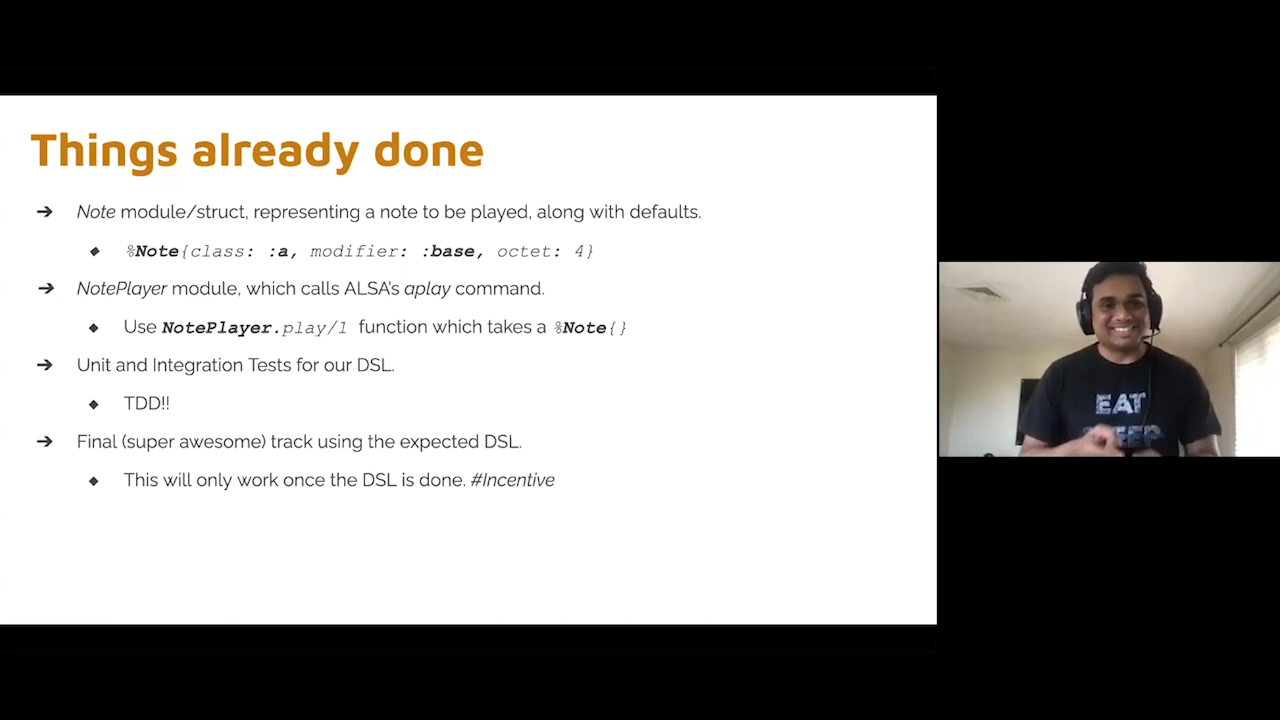 Things already done
➔ Note module/struct, representing a note to be played, along with defaults.
◆ %Note{class: :a, modifier: :base, octet: 4}
➔ NotePlayer module, which calls ALSA's aplay command.
◆ Use NotePlayer.play/1 function which takes a %Note{}
➔ Unit and Integration Tests for our DSL.
◆ TDD!!
➔ Final (super awesome) track using the expected DSL.
◆ This will only work once the DSL is done. #Incentive
EAT